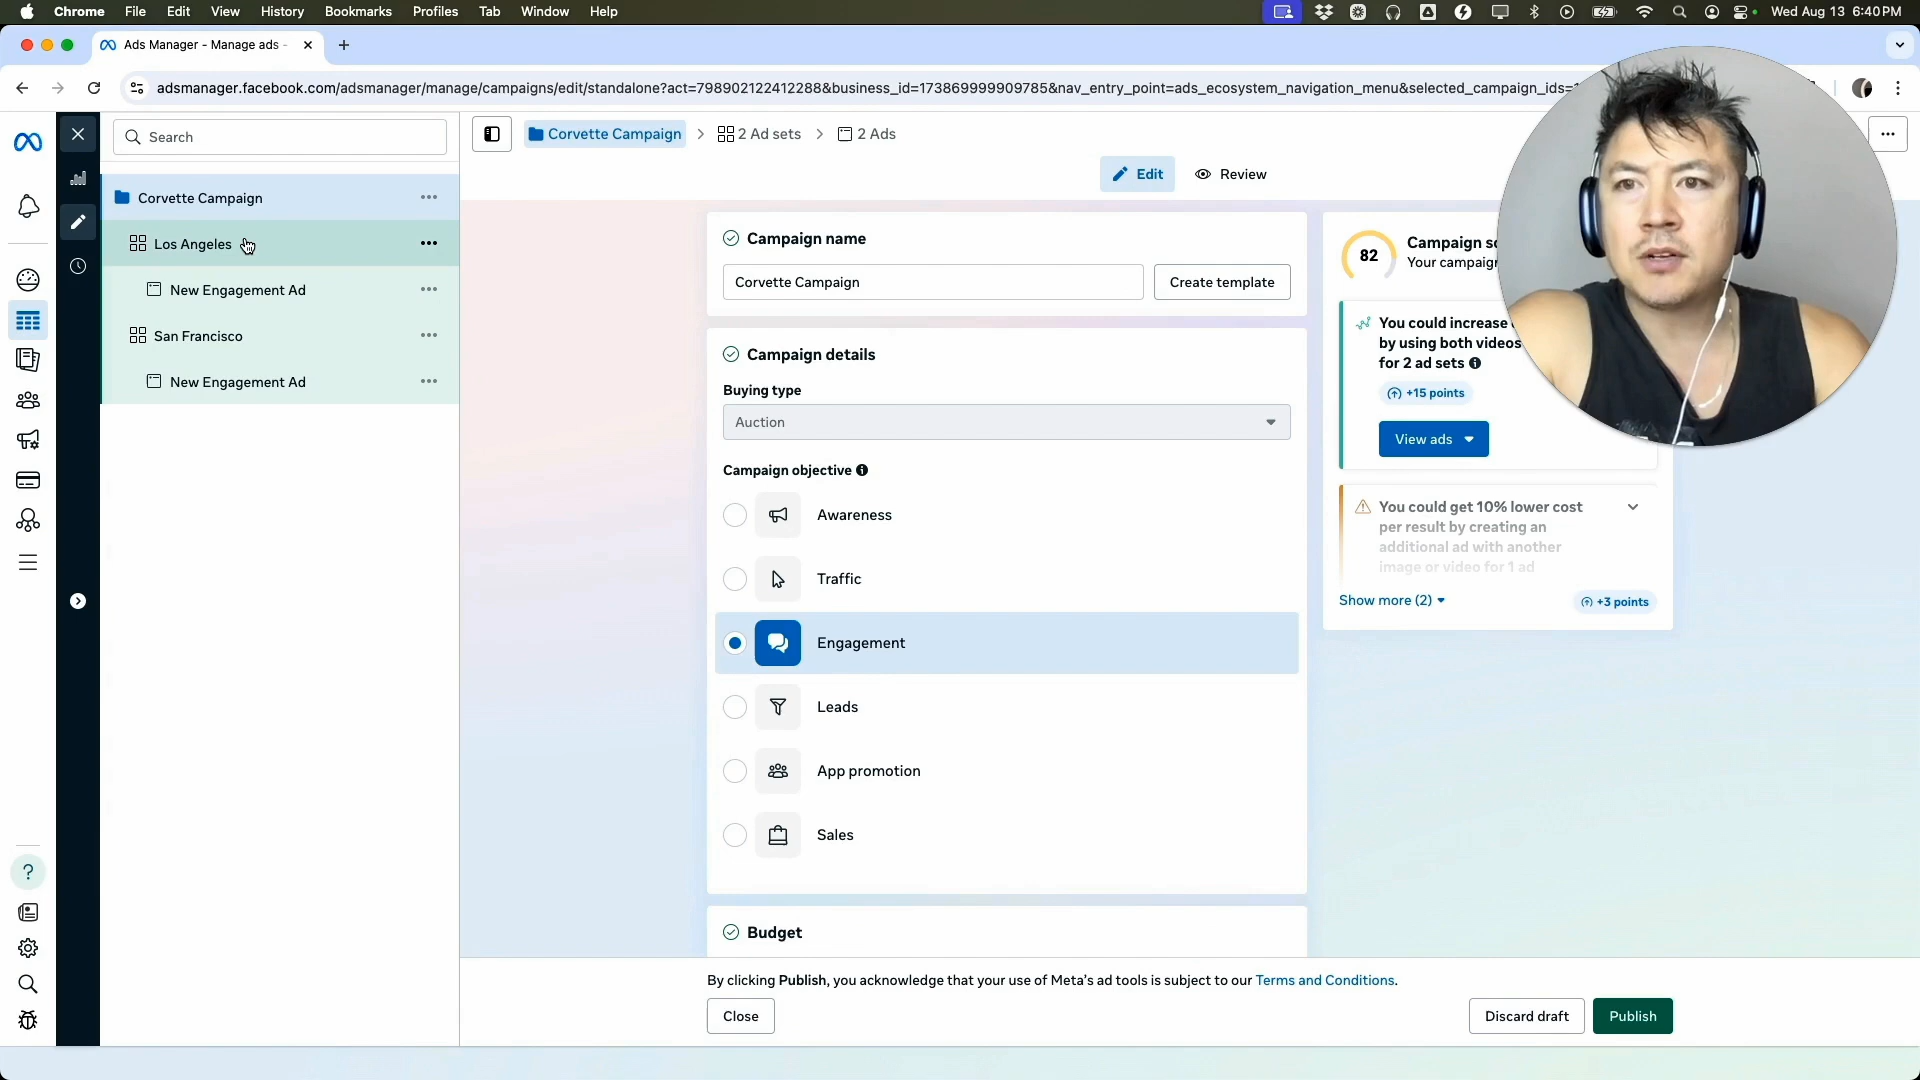 Chrome File Edit View History Bookmarks Profiles Tab Window Help Wed Aug 13 6:40 PM
Ads Manager - Manage ads -
adsmanager.facebook.com/adsmanager/manage/campaigns/edit/standalone?act=798902122412288&business_id=173869999909785&nav_entry_point=ads_ecosystem_navigation_menu&selected_campaign_ids=
Search
Corvette Campaign
Los Angeles
New Engagement Ad
San Francisco
New Engagement Ad
Corvette Campaign > 2 Ad sets > 2 Ads
Edit Review
Campaign name
Corvette Campaign Create template
Campaign details
Buying type
Auction
Campaign objective
Awareness
Traffic
Engagement
Leads
App promotion
Sales
Budget
82
Campaign
Your campaign
You could increase
by using both videos
for 2 ad sets
+15 points
View ads
You could get 10% lower cost
per result by creating an
additional ad with another
image or video for 1 ad
Show more (2) +3 points
By clicking Publish, you acknowledge that your use of Meta's ad tools is subject to our Terms and Conditions.
Close Discard draft Publish